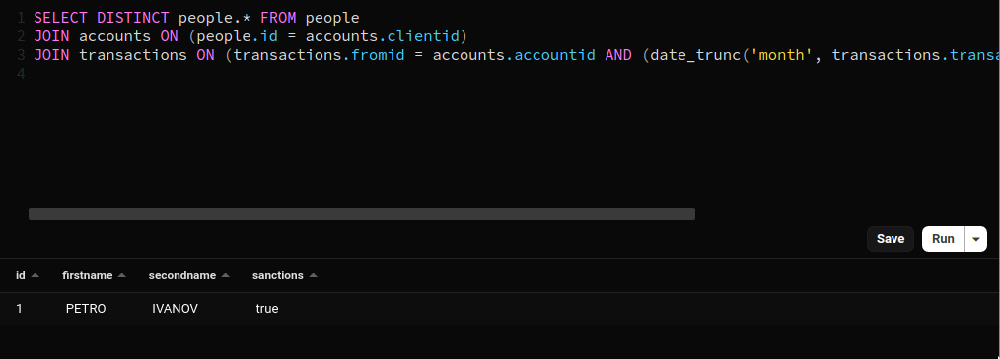 1 SELECT DISTINCT people.* FROM people
2 JOIN accounts ON (people.id = accounts.clientid)
3 JOIN transactions ON (transactions.fromid = accounts.accountid AND (date_trunc('month', transactions.transa
4
Save Run
id firstname secondname sanctions
1 PETRO IVANOV true